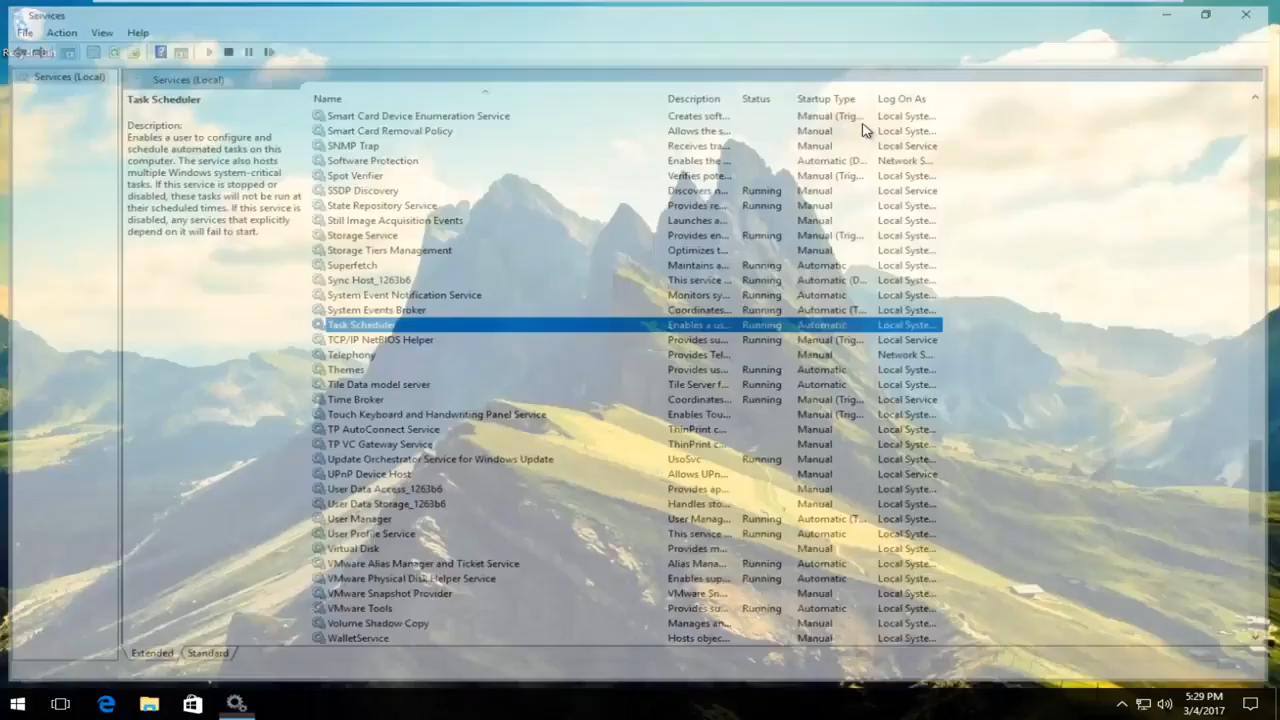 Services
File Action View Help
Services (Local)
Services (Local)
Task Scheduler
Description:
Enables a user to configure and
schedule automated tasks on this
computer. The service also hosts
multiple Windows system-critical
tasks. If this service is stopped or
disabled, these tasks will not be run at
their scheduled times. If this service is
disabled, any services that explicitly
depend on it will fail to start.
Name Description Status Startup Type Log On As
Smart Card Device Enumeration Service Creates soft... Manual (Trig... Local Syste...
Smart Card Removal Policy Allows the s... Manual Local Syste...
SNMP Trap Receives tra... Manual Local Service
Software Protection Enables the ... Automatic (D... Network S...
Spot Verifier Verifies pote... Manual (Trig... Local Syste...
SSDP Discovery Discovers n... Running Manual Local Service
State Repository Service Provides re... Running Manual Local Syste...
Still Image Acquisition Events Launches a... Manual Local Syste...
Storage Service Provides en... Running Manual (Trig... Local Syste...
Storage Tiers Management Optimizes t... Manual Local Syste...
Superfetch Maintains a... Running Automatic Local Syste...
Sync Host_1263b6 This service ... Running Automatic (D... Local Syste...
System Event Notification Service Monitors sy... Running Automatic Local Syste...
System Events Broker Coordinates... Running Automatic (T... Local Syste...
Task Scheduler Enables a us... Running Automatic Local Syste...
TCP/IP NetBIOS Helper Provides su... Running Manual (Trig... Local Service
Telephony Provides Tel... Manual Network S...
Themes Provides us... Running Automatic Local Syste...
Tile Data model server Tile Server f... Running Automatic Local Syste...
Time Broker Coordinates... Running Manual (Trig... Local Service
Touch Keyboard and Handwriting Panel Service Enables Tou... Manual (Trig... Local Syste...
TP AutoConnect Service ThinPrint c... Manual Local Syste...
TP VC Gateway Service ThinPrint c... Manual Local Syste...
Update Orchestrator Service for Windows Update UsoSvc Running Manual Local Syste...
UPnP Device Host Allows UPn... Manual Local Service
User Data Access_1263b6 Provides ap... Manual Local Syste...
User Data Storage_1263b6 Handles sto... Manual Local Syste...
User Manager User Manag... Running Automatic (T... Local Syste...
User Profile Service This service ... Running Automatic Local Syste...
Virtual Disk Provides m... Manual Local Syste...
VMware Alias Manager and Ticket Service Alias Mana... Running Automatic Local Syste...
VMware Physical Disk Helper Service Enables sup... Running Automatic Local Syste...
VMware Snapshot Provider VMware Sn... Manual Local Syste...
VMware Tools Provides su... Running Automatic Local Syste...
Volume Shadow Copy Manages an... Manual Local Syste...
WalletService Hosts objec... Manual Local Syste...
Extended Standard
5:29 PM
3/4/2017